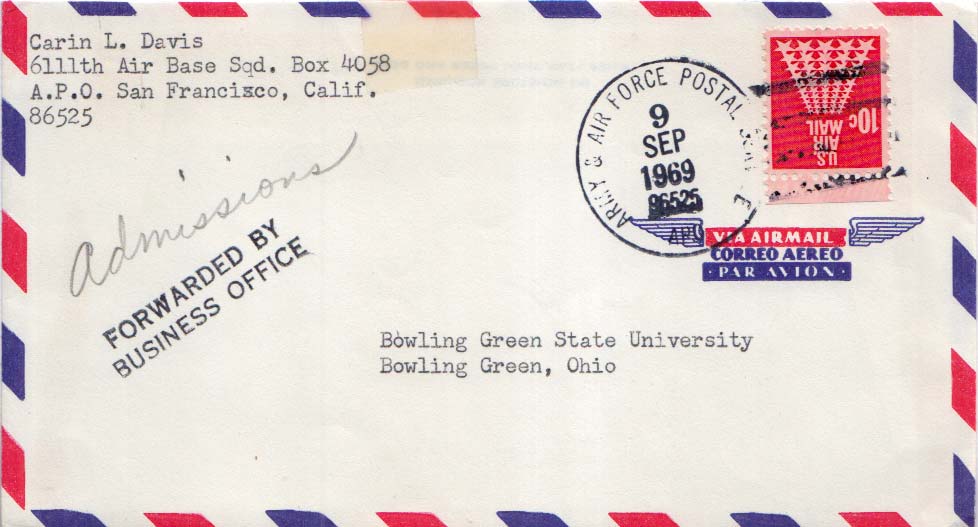 Carin L. Davis
6111th Air Base Sqd. Box 4058
A.P.O. San Francixco, Calif.
86525
Admissions
FORWARDED BY
BUSINESS OFFICE
ARMY & AIR FORCE POSTAL
9
SEP
1969
96525
APO
10c
U.S.
AIR
MAIL
VIA AIRMAIL
CORREO AEREO
PAR AVION
Bowling Green State University
Bowling Green, Ohio